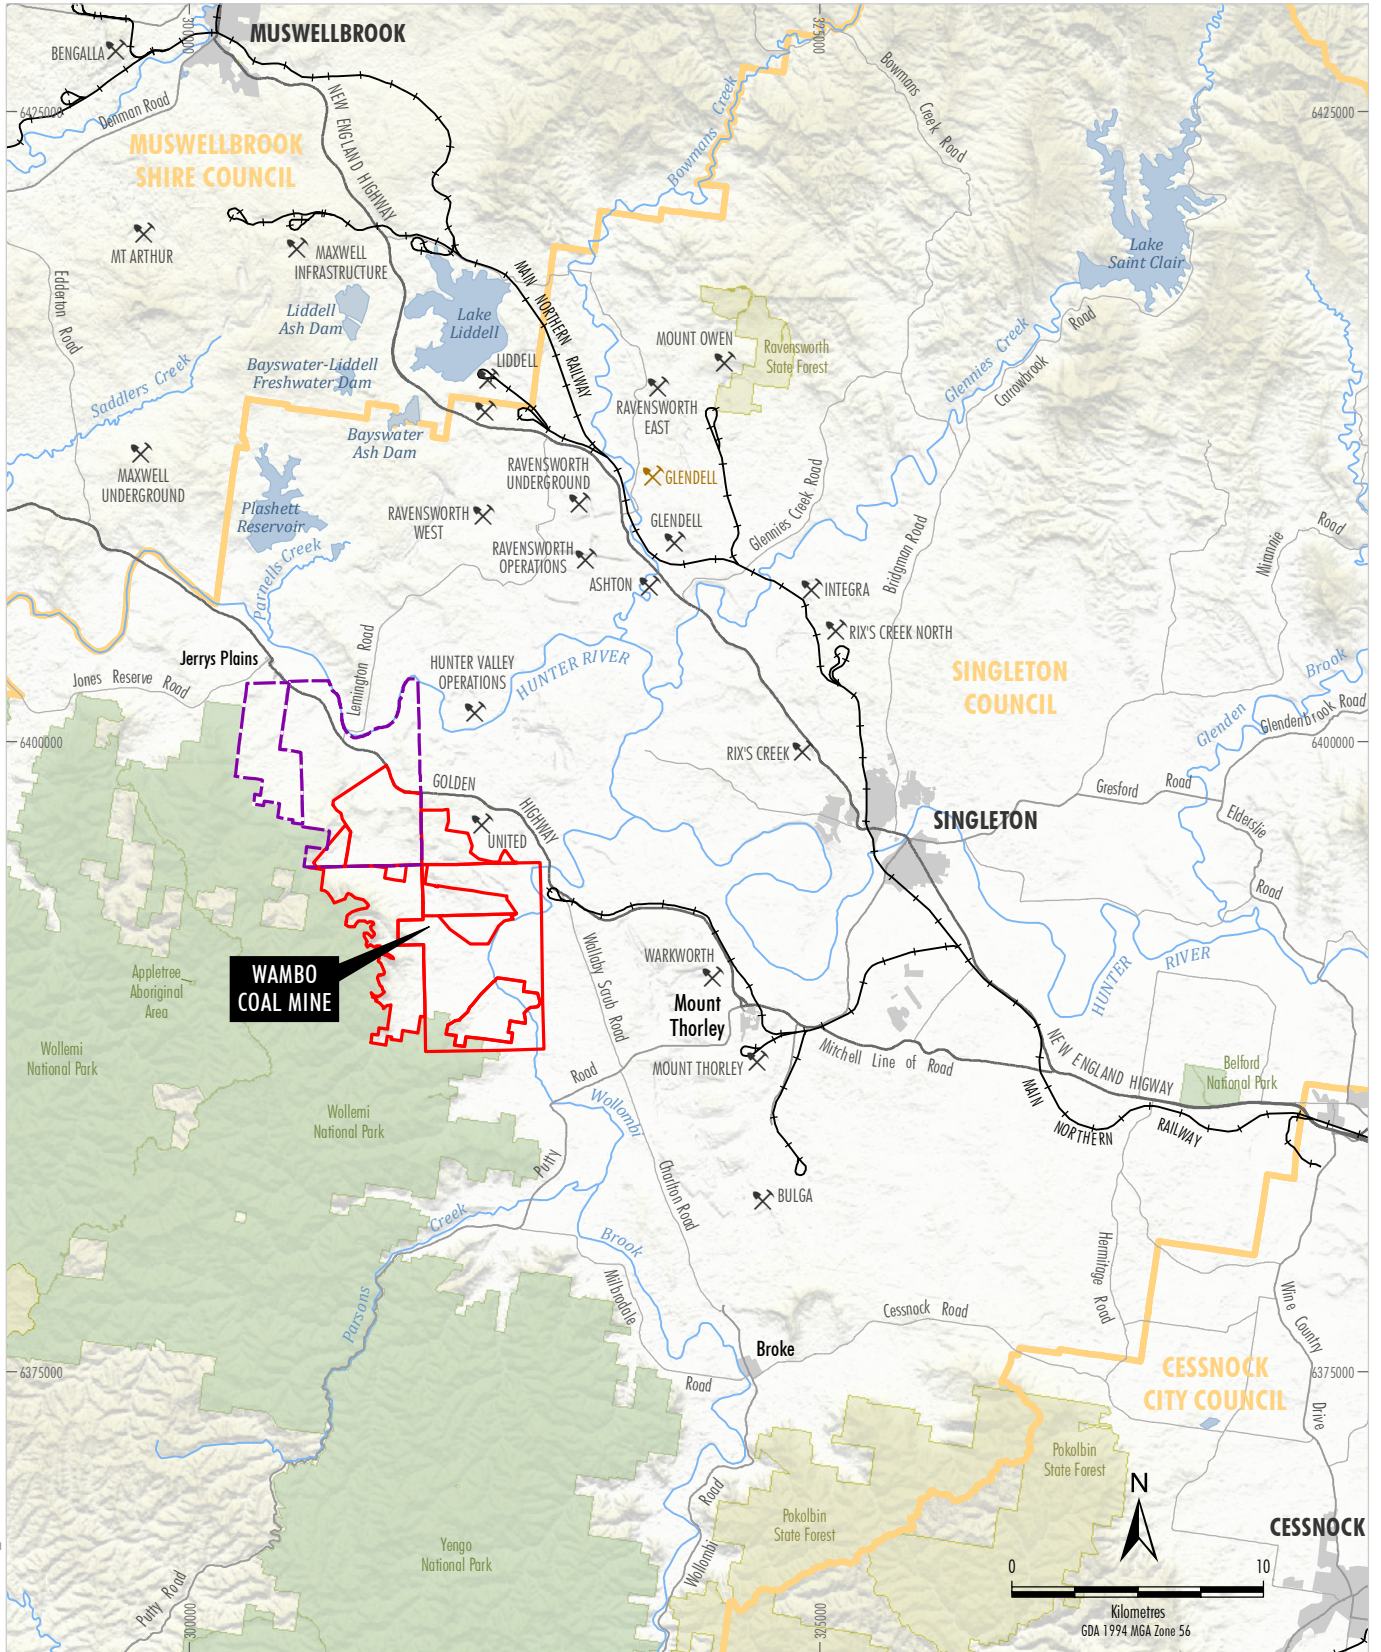 MUSWELLBROOK
300000
325000
BENGALLA
Denman Road
6425000
6425000
NEW ENGLAND HIGHWAY
Bowmans Creek
Bowmans Creek Road
MUSWELLBROOK
SHIRE COUNCIL
MT ARTHUR
MAXWELL
INFRASTRUCTURE
Edderton Road
Liddell
Ash Dam
Lake
Liddell
MAIN NORTHERN RAILWAY
Lake
Saint Clair
MOUNT OWEN
Ravensworth
State Forest
Glennies Creek
Carrowbrook Road
Saddlers Creek
Bayswater-Liddell
Freshwater Dam
LIDDELL
RAVENSWORTH
EAST
Bayswater
Ash Dam
MAXWELL
UNDERGROUND
RAVENSWORTH
UNDERGROUND
GLENDELL
Plashett
Reservoir
RAVENSWORTH
WEST
GLENDELL
Glennies Creek Road
Bridgman Road
Mirannie Road
Parnells Creek
RAVENSWORTH
OPERATIONS
ASHTON
INTEGRA
RIX'S CREEK NORTH
Jerrys Plains
Jones Reserve Road
Lemington Road
HUNTER VALLEY
OPERATIONS
HUNTER RIVER
SINGLETON
COUNCIL
Glenden Brook
Glendenbrook Road
6400000
6400000
RIX'S CREEK
GOLDEN HIGHWAY
Gresford Road
Elderslie Road
UNITED
SINGLETON
WAMBO
COAL MINE
Appletree
Aboriginal
Area
Wallaby Scrub Road
WARKWORTH
Mount
Thorley
HUNTER RIVER
Wollemi
National Park
MOUNT THORLEY
Mitchell Line of Road
NEW ENGLAND HIGWAY
Belford
National Park
Putty Road
Wollombi Brook
Wollemi
National Park
MAIN NORTHERN RAILWAY
Charlton Road
BULGA
Parsons Creek
Milbrodale Road
Hermitage Road
Cessnock Road
Wine Country Drive
Broke
6375000
6375000
CESSNOCK
CITY COUNCIL
Pokolbin
State Forest
Pokolbin
State Forest
Wollombi Road
Yengo
National Park
Putty Road
CESSNOCK
N
0 10
Kilometres
GDA 1994 MGA Zone 56
300000
325000